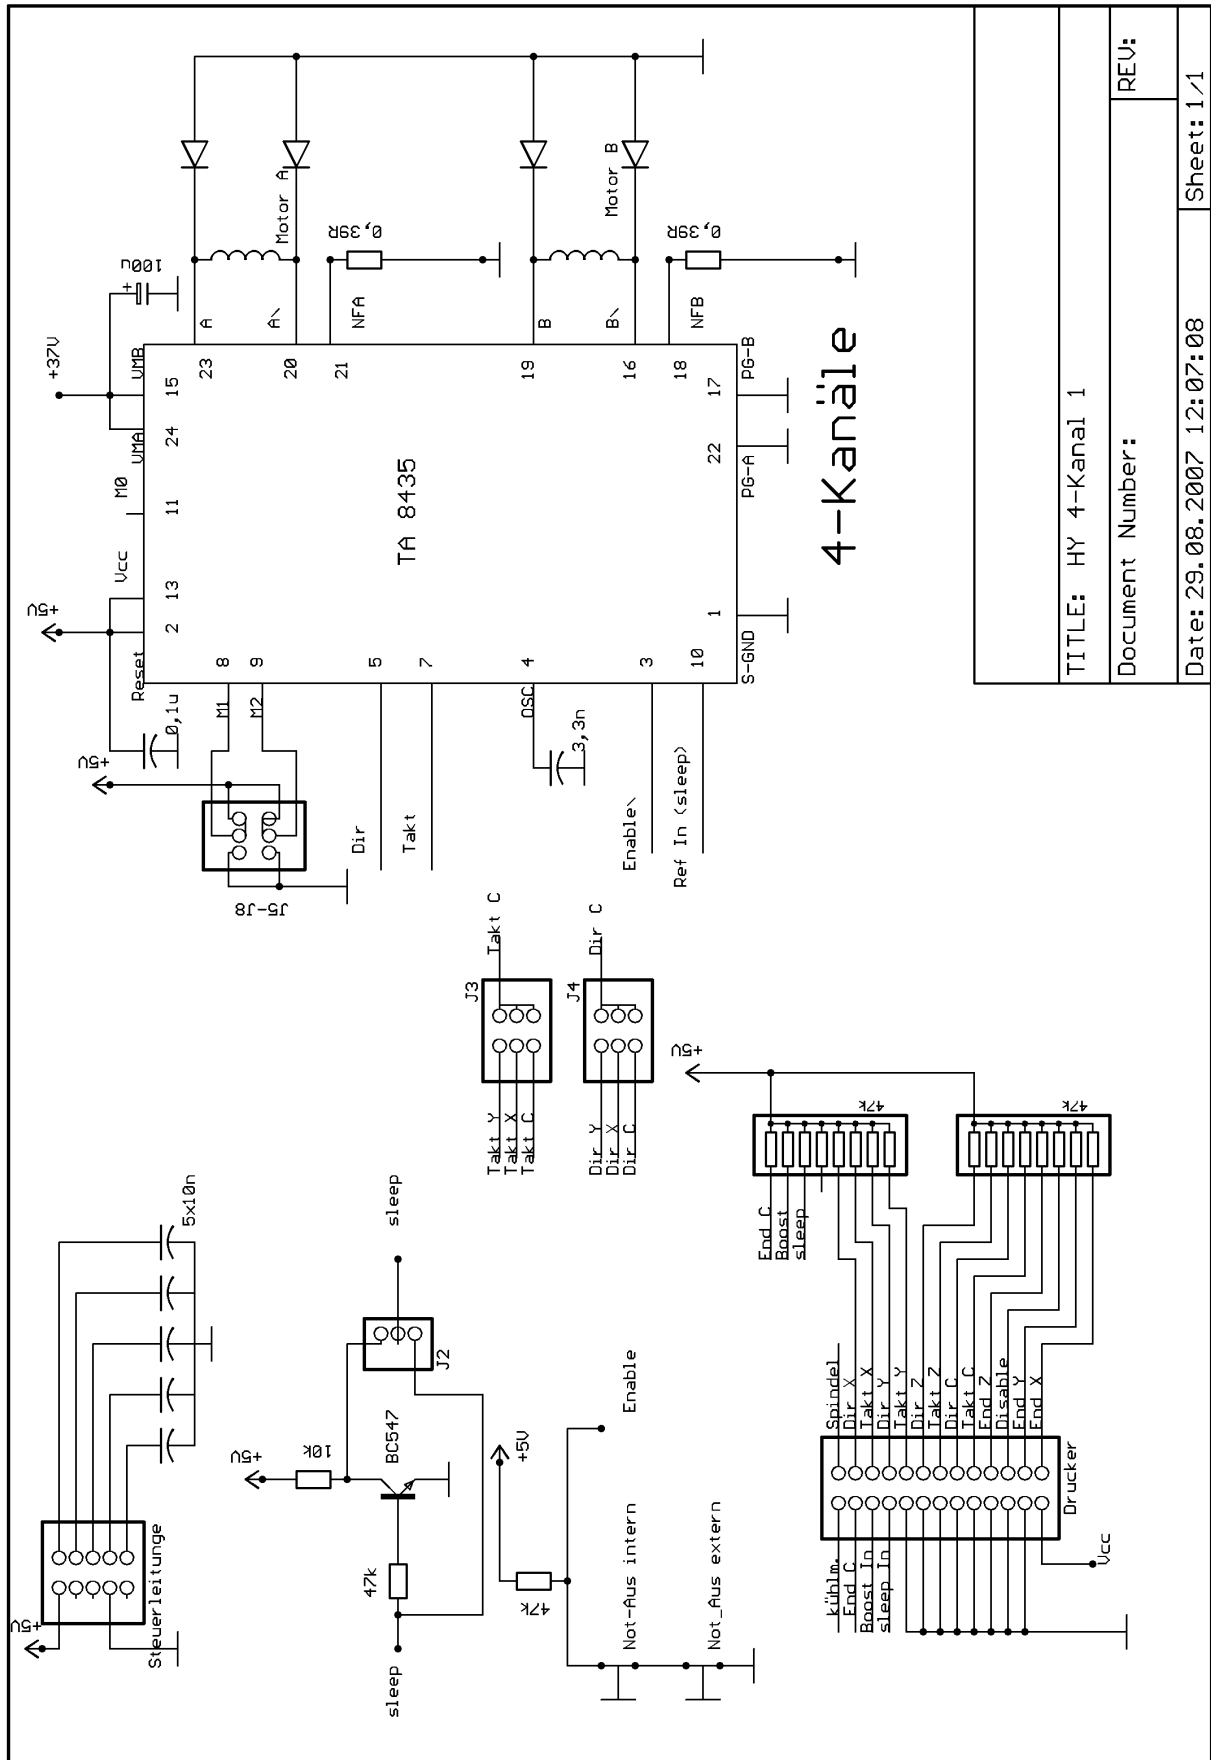 +5V
Steuerleitunge
5x10n
+5V
10k
BC547
47k
sleep
J2
sleep
+5V
47k
Enable
Not-Aus intern
Not_Aus extern
Takt Y
Takt X
Takt C
J3
Takt C
Dir Y
Dir X
Dir C
J4
Dir C
+5V
47k
47k
End C
Boost
sleep
Spindel
Dir X
Takt X
Dir Y
Takt Y
Dir Z
Takt Z
Dir C
Takt C
End Z
Disable
End Y
End X
kühlm.
End C
Boost In
sleep In
Drucker
Vcc
J5-J8
+5V
0,1u
+5V
Reset
Vcc
M0
VMA
VMB
+37V
100u
+
2
13
11
24
15
M1
8
M2
9
Dir
5
Takt
7
OSC
4
3,3n
Enable\
3
Ref In (sleep)
10
TA 8435
23
A
20
A\
21
NFA
19
B
16
B\
18
NFB
Motor A
0,39R
Motor B
0,39R
1
S-GND
22
PG-A
17
PG-B
4-Kanäle
TITLE: HY 4-Kanal 1
Document Number:
REV:
Date: 29.08.2007 12:07:08
Sheet: 1/1